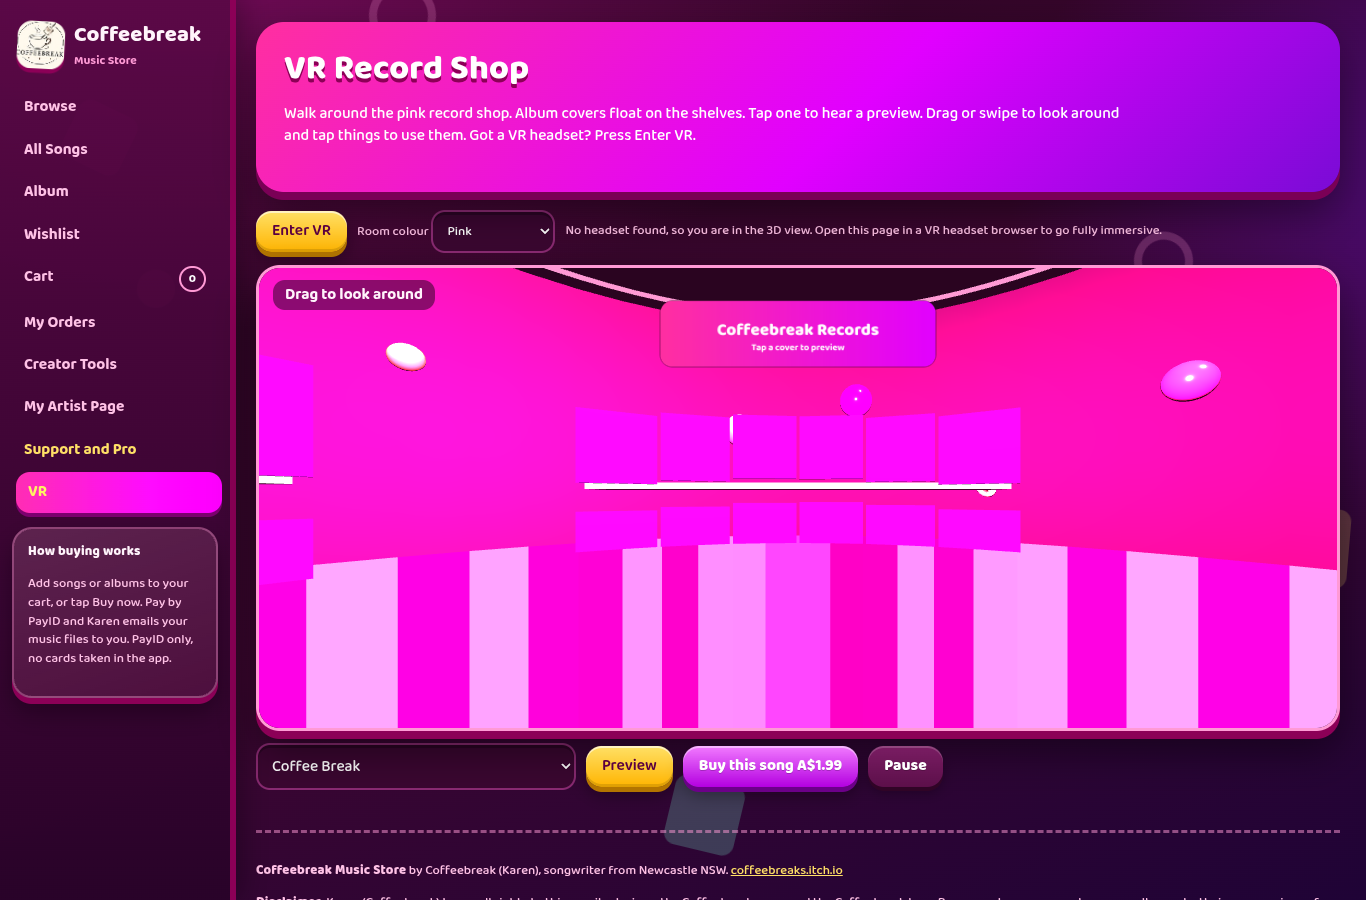 Coffeebreak
Music Store
Browse
All Songs
Album
Wishlist
Cart
0
My Orders
Creator Tools
My Artist Page
Support and Pro
VR
How buying works
Add songs or albums to your
cart, or tap Buy now. Pay by
PayID and Karen emails your
music files to you. PayID only,
no cards taken in the app.
VR Record Shop
Walk around the pink record shop. Album covers float on the shelves. Tap one to hear a preview. Drag or swipe to look around
and tap things to use them. Got a VR headset? Press Enter VR.
Enter VR
Room colour
Pink
No headset found, so you are in the 3D view. Open this page in a VR headset browser to go fully immersive.
Drag to look around
Coffeebreak Records
Tap a cover to preview
Coffee Break
Preview
Buy this song A$1.99
Pause
Coffeebreak Music Store by Coffeebreak (Karen), songwriter from Newcastle NSW. coffeebreaks.itch.io